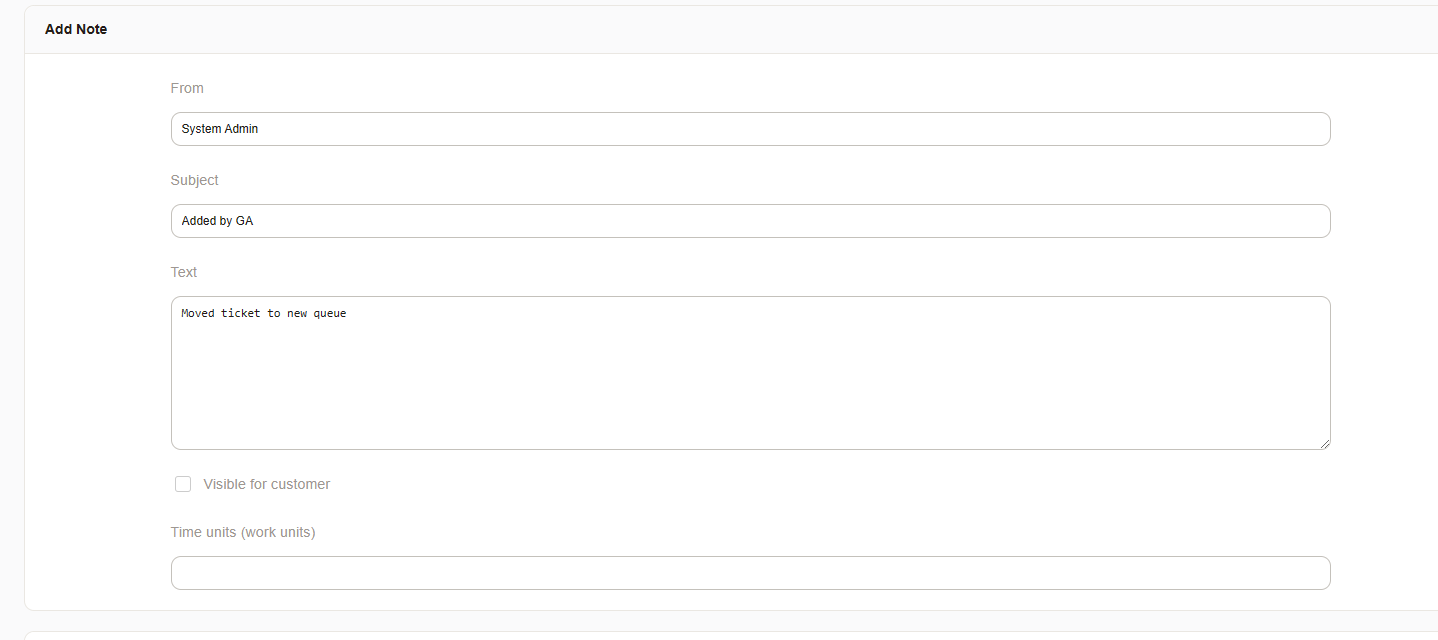 Add Note
From
System Admin
Subject
Added by GA
Text
Moved ticket to new queue
Visible for customer
Time units (work units)